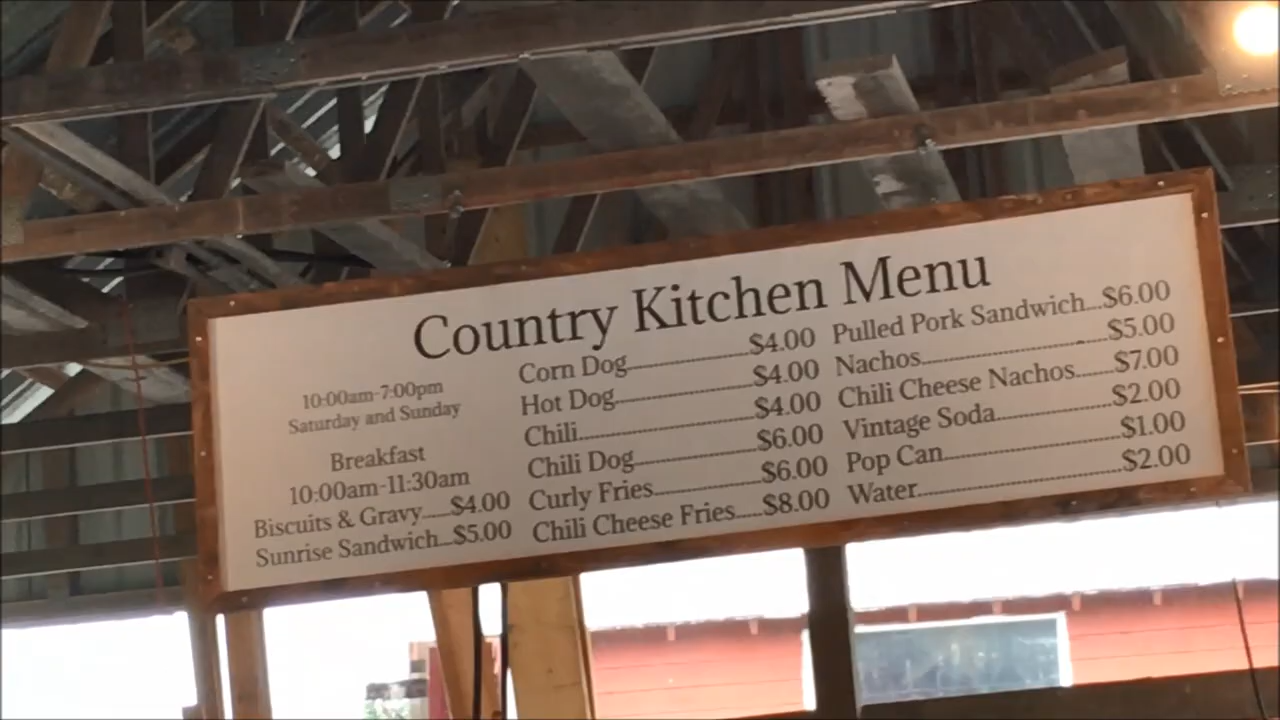 Country Kitchen Menu
10:00am-7:00pm
Saturday and Sunday
Breakfast
10:00am-11:30am
Biscuits & Gravy.....$4.00
Sunrise Sandwich...$5.00
Corn Dog....................$4.00
Hot Dog......................$4.00
Chili............................$4.00
Chili Dog....................$6.00
Curly Fries.................$6.00
Chili Cheese Fries.....$8.00
Pulled Pork Sandwich...$6.00
Nachos..............................$5.00
Chili Cheese Nachos.......$7.00
Vintage Soda...................$2.00
Pop Can............................$1.00
Water.................................$2.00